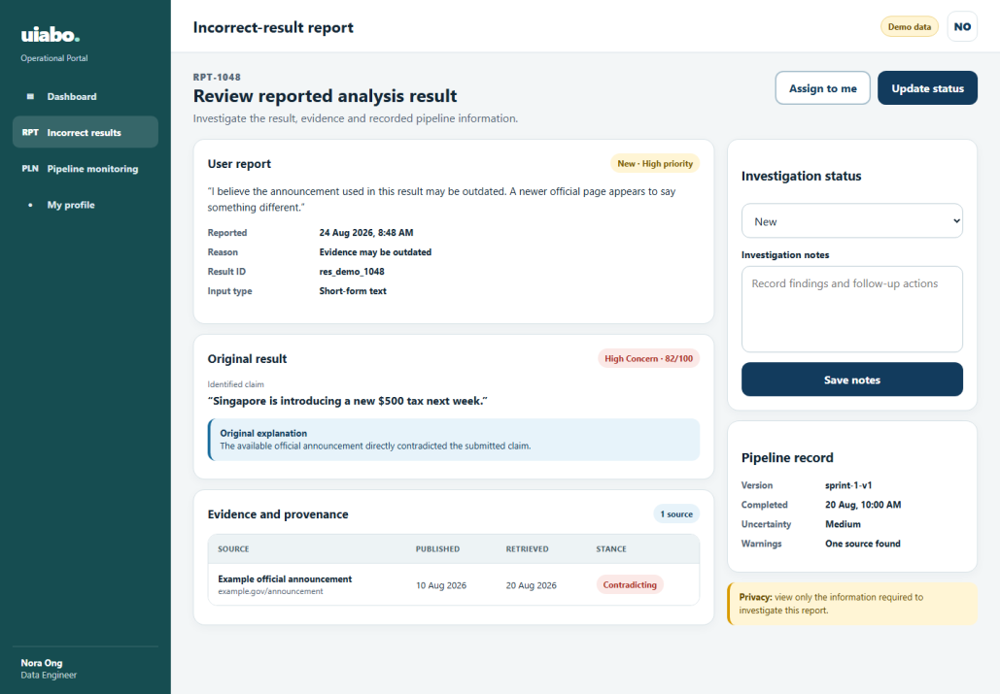 uiabo.
Operational Portal
Dashboard
RPT Incorrect results
PLN Pipeline monitoring
My profile
Nora Ong
Data Engineer
Incorrect-result report
Demo data
NO
RPT-1048
Review reported analysis result
Investigate the result, evidence and recorded pipeline information.
Assign to me
Update status
User report
New · High priority
"I believe the announcement used in this result may be outdated. A newer official page appears to say
something different."
Reported 24 Aug 2026, 8:48 AM
Reason Evidence may be outdated
Result ID res_demo_1048
Input type Short-form text
Original result
High Concern · 82/100
Identified claim
"Singapore is introducing a new $500 tax next week."
Original explanation
The available official announcement directly contradicted the submitted claim.
Evidence and provenance
1 source
SOURCE PUBLISHED RETRIEVED STANCE
Example official announcement
example.gov/announcement
10 Aug 2026 20 Aug 2026 Contradicting
Investigation status
New
Investigation notes
Record findings and follow-up actions
Save notes
Pipeline record
Version sprint-1-v1
Completed 20 Aug, 10:00 AM
Uncertainty Medium
Warnings One source found
Privacy: view only the information required to
investigate this report.